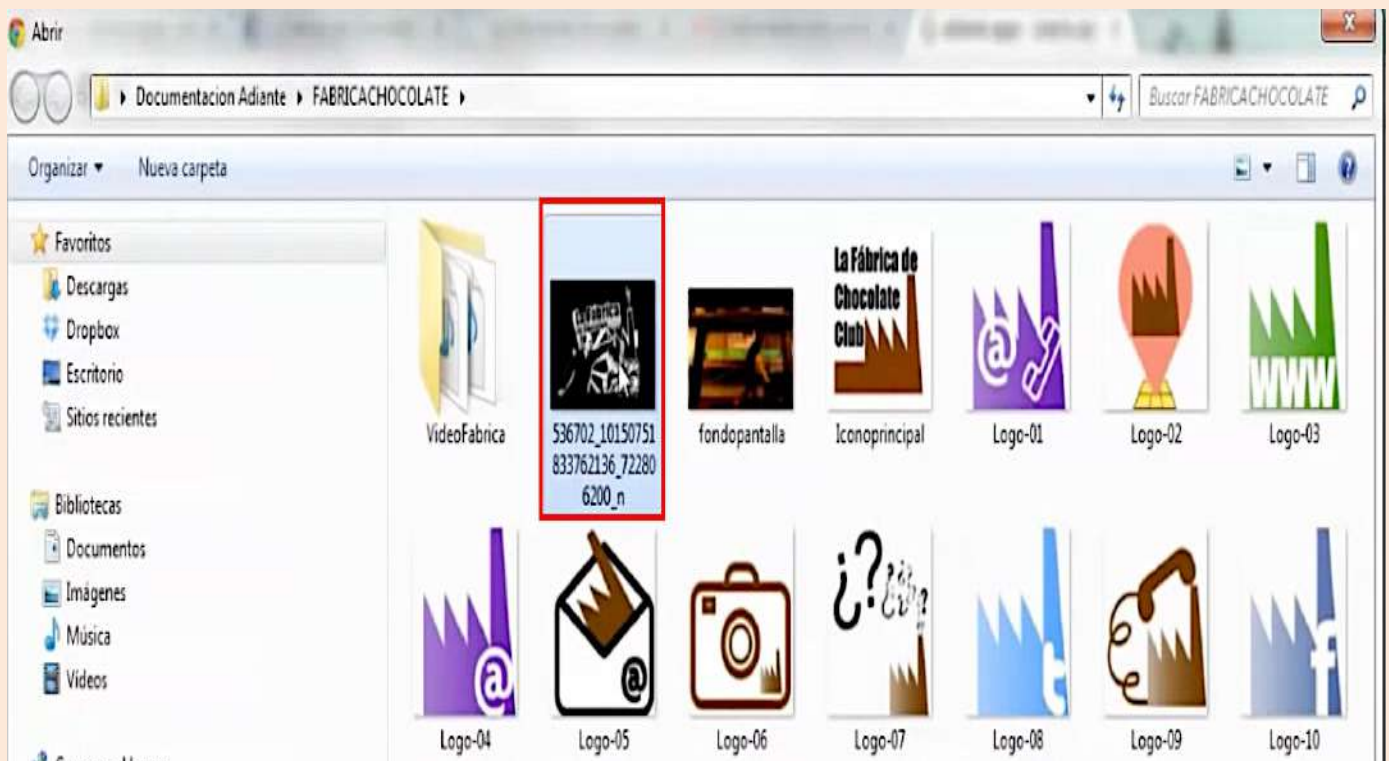 Abrir
Documentacion Adiante ▸ FABRICACHOCOLATE ▸
Buscar FABRICACHOCOLATE
Organizar ▾ Nueva carpeta
Favoritos
Descargas
Dropbox
Escritorio
Sitios recientes
Bibliotecas
Documentos
Imágenes
Música
Vídeos
La Fábrica de
Chocolate
Club
@
WWW
VideoFabrica
536702_10150751
833762136_72280
6200_n
fondopantalla
Iconoprincipal
Logo-01
Logo-02
Logo-03
@
@
¿?
t
f
Logo-04
Logo-05
Logo-06
Logo-07
Logo-08
Logo-09
Logo-10